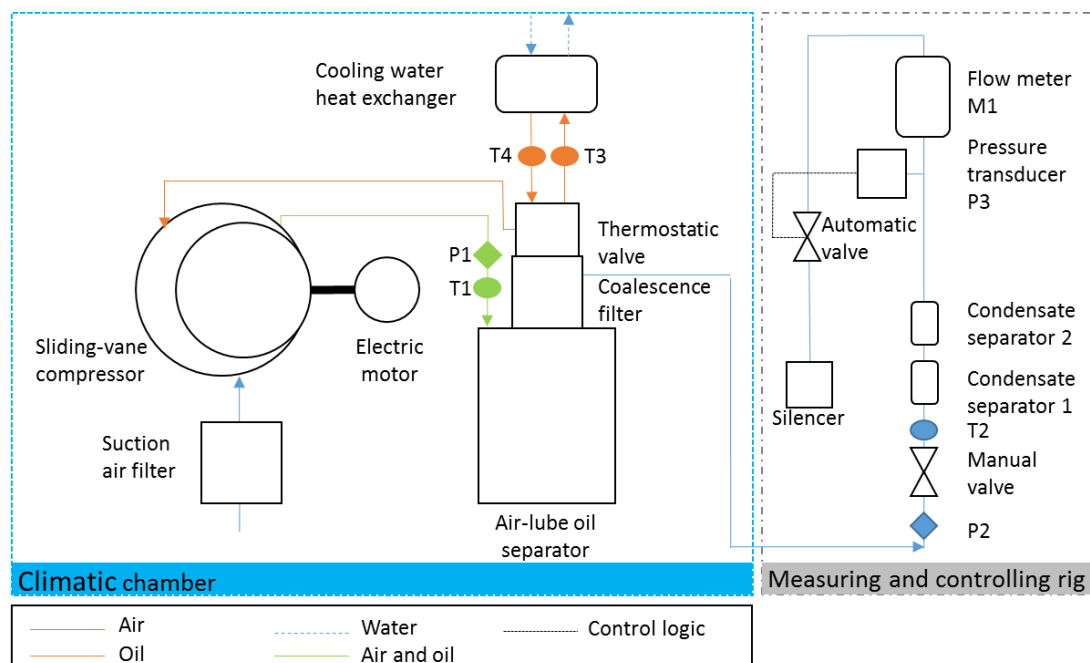 Cooling water
heat exchanger
T4
T3
Thermostatic
valve
P1
T1
Coalescence
filter
Sliding-vane
compressor
Electric
motor
Suction
air filter
Air-lube oil
separator
Climatic chamber
Flow meter
M1
Pressure
transducer
P3
Automatic
valve
Condensate
separator 2
Condensate
separator 1
Silencer
T2
Manual
valve
P2
Measuring and controlling rig
Air
Water
Control logic
Oil
Air and oil